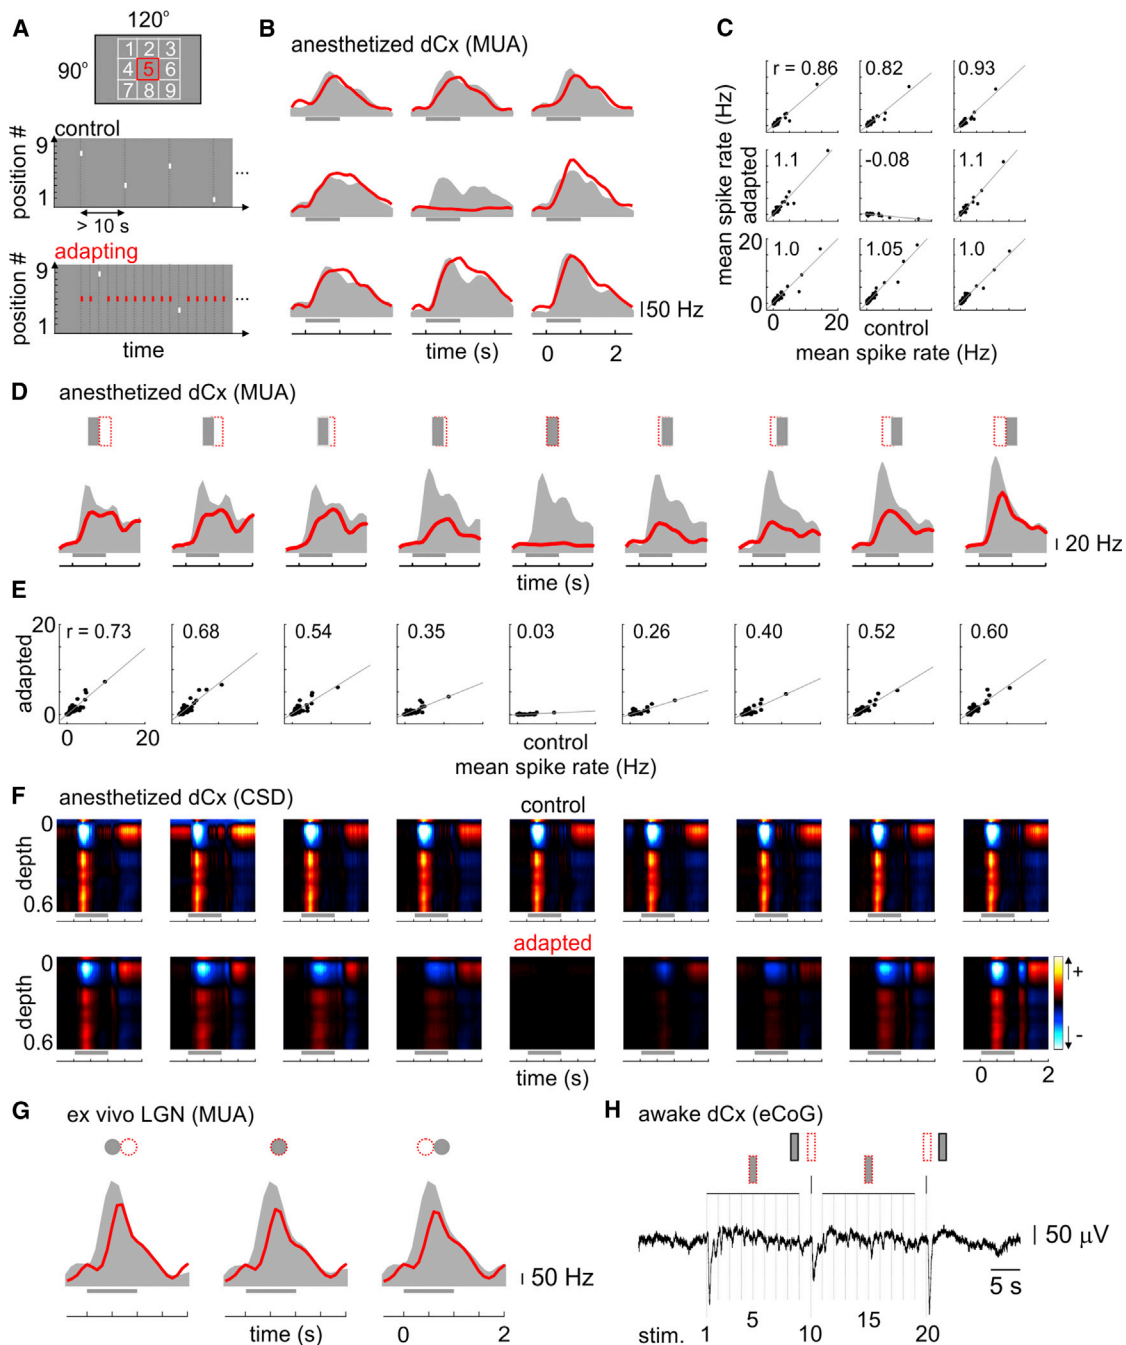 A
120°
90°
1 2 3
4 5 6
7 8 9
control
position #
9
1
...
> 10 s
adapting
position #
9
1
...
time
B
anesthetized dCx (MUA)
50 Hz
time (s)
0 2
C
r = 0.86 0.82 0.93
1.1 -0.08 1.1
1.0 1.05 1.0
mean spike rate (Hz)
adapted
20
0
0 20
control
mean spike rate (Hz)
D
anesthetized dCx (MUA)
20 Hz
time (s)
E
r = 0.73 0.68 0.54 0.35 0.03 0.26 0.40 0.52 0.60
adapted
20
0
0 20
control
mean spike rate (Hz)
F
anesthetized dCx (CSD)
control
0
depth
0.6
adapted
0
depth
0.6
+
-
time (s)
0 2
G
ex vivo LGN (MUA)
50 Hz
time (s)
0 2
H
awake dCx (eCoG)
50 µV
5 s
stim. 1 5 10 15 20